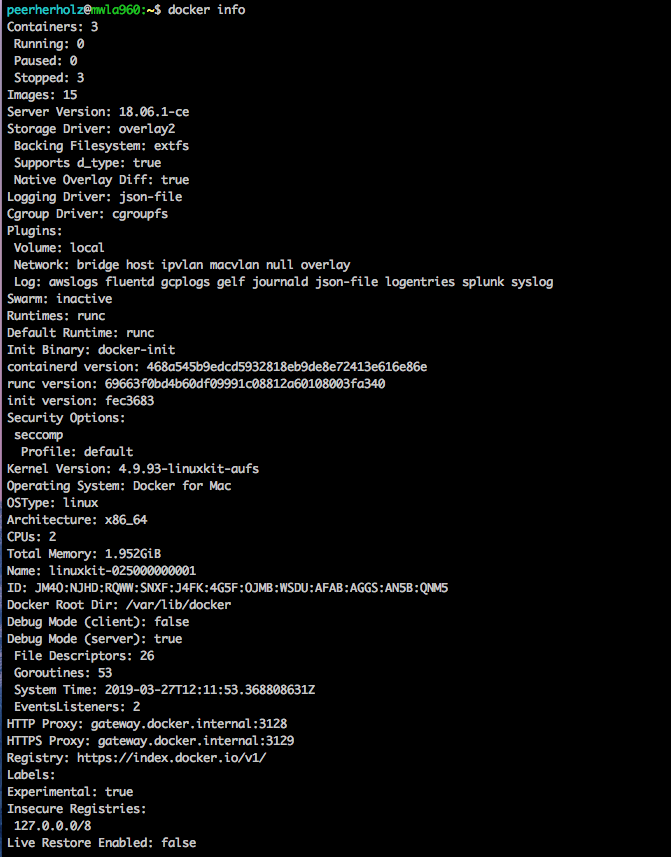 peerherholz@mwla960:~$ docker info
Containers: 3
 Running: 0
 Paused: 0
 Stopped: 3
Images: 15
Server Version: 18.06.1-ce
Storage Driver: overlay2
 Backing Filesystem: extfs
 Supports d_type: true
 Native Overlay Diff: true
Logging Driver: json-file
Cgroup Driver: cgroupfs
Plugins:
 Volume: local
 Network: bridge host ipvlan macvlan null overlay
 Log: awslogs fluentd gcplogs gelf journald json-file logentries splunk syslog
Swarm: inactive
Runtimes: runc
Default Runtime: runc
Init Binary: docker-init
containerd version: 468a545b9edcd5932818eb9de8e72413e616e86e
runc version: 69663f0bd4b60df09991c08812a60108003fa340
init version: fec3683
Security Options:
 seccomp
  Profile: default
Kernel Version: 4.9.93-linuxkit-aufs
Operating System: Docker for Mac
OSType: linux
Architecture: x86_64
CPUs: 2
Total Memory: 1.952GiB
Name: linuxkit-025000000001
ID: JM4O:NJHD:RQWW:SNXF:J4FK:4G5F:OJMB:WSDU:AFAB:AGGS:AN5B:QNM5
Docker Root Dir: /var/lib/docker
Debug Mode (client): false
Debug Mode (server): true
 File Descriptors: 26
 Goroutines: 53
 System Time: 2019-03-27T12:11:53.368808631Z
 EventsListeners: 2
HTTP Proxy: gateway.docker.internal:3128
HTTPS Proxy: gateway.docker.internal:3129
Registry: https://index.docker.io/v1/
Labels:
Experimental: true
Insecure Registries:
 127.0.0.0/8
Live Restore Enabled: false